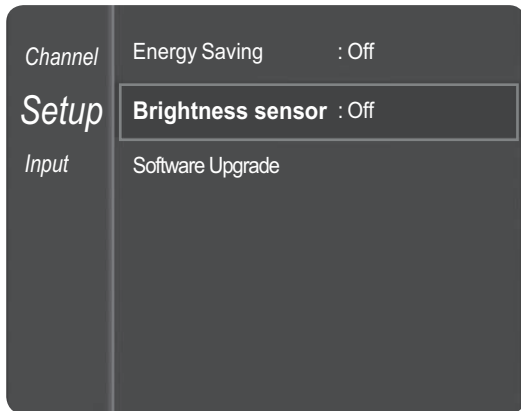 Channel
Setup
Input
Energy Saving : Off
Brightness sensor : Off
Software Upgrade